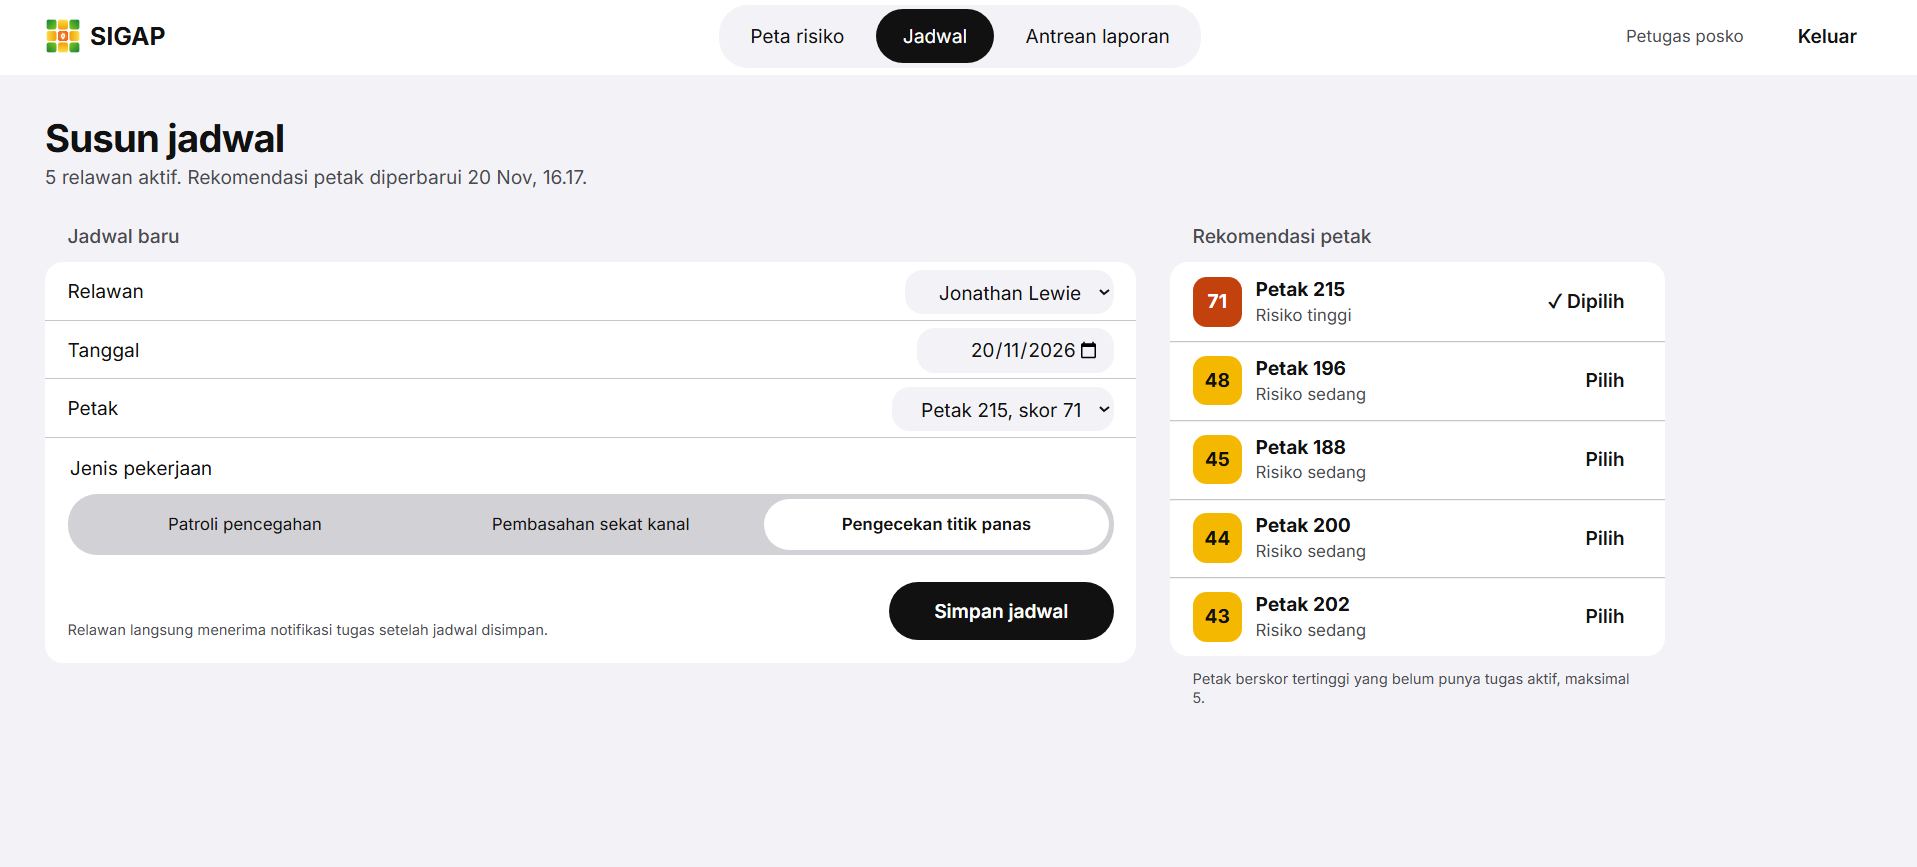 SIGAP
Peta risiko
Jadwal
Antrean laporan
Petugas posko
Keluar
Susun jadwal
5 relawan aktif. Rekomendasi petak diperbarui 20 Nov, 16.17.
Jadwal baru
Relawan
Jonathan Lewie
Tanggal
20/11/2026
Petak
Petak 215, skor 71
Jenis pekerjaan
Patroli pencegahan
Pembasahan sekat kanal
Pengecekan titik panas
Relawan langsung menerima notifikasi tugas setelah jadwal disimpan.
Simpan jadwal
Rekomendasi petak
71
Petak 215
Risiko tinggi
✓ Dipilih
48
Petak 196
Risiko sedang
Pilih
45
Petak 188
Risiko sedang
Pilih
44
Petak 200
Risiko sedang
Pilih
43
Petak 202
Risiko sedang
Pilih
Petak berskor tertinggi yang belum punya tugas aktif, maksimal
5.